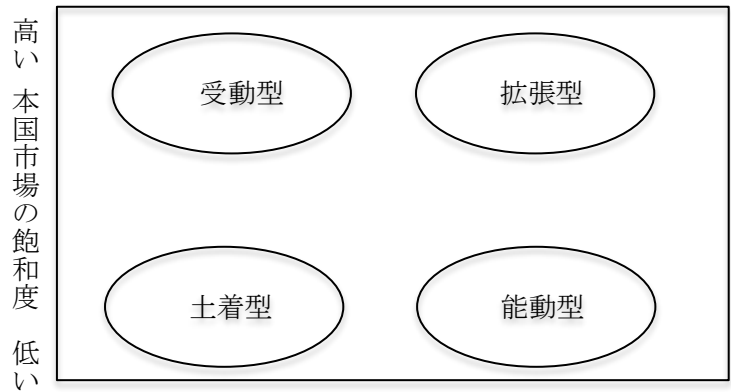 高い 本国市場の飽和度 低い
受動型
拡張型
土着型
能動型